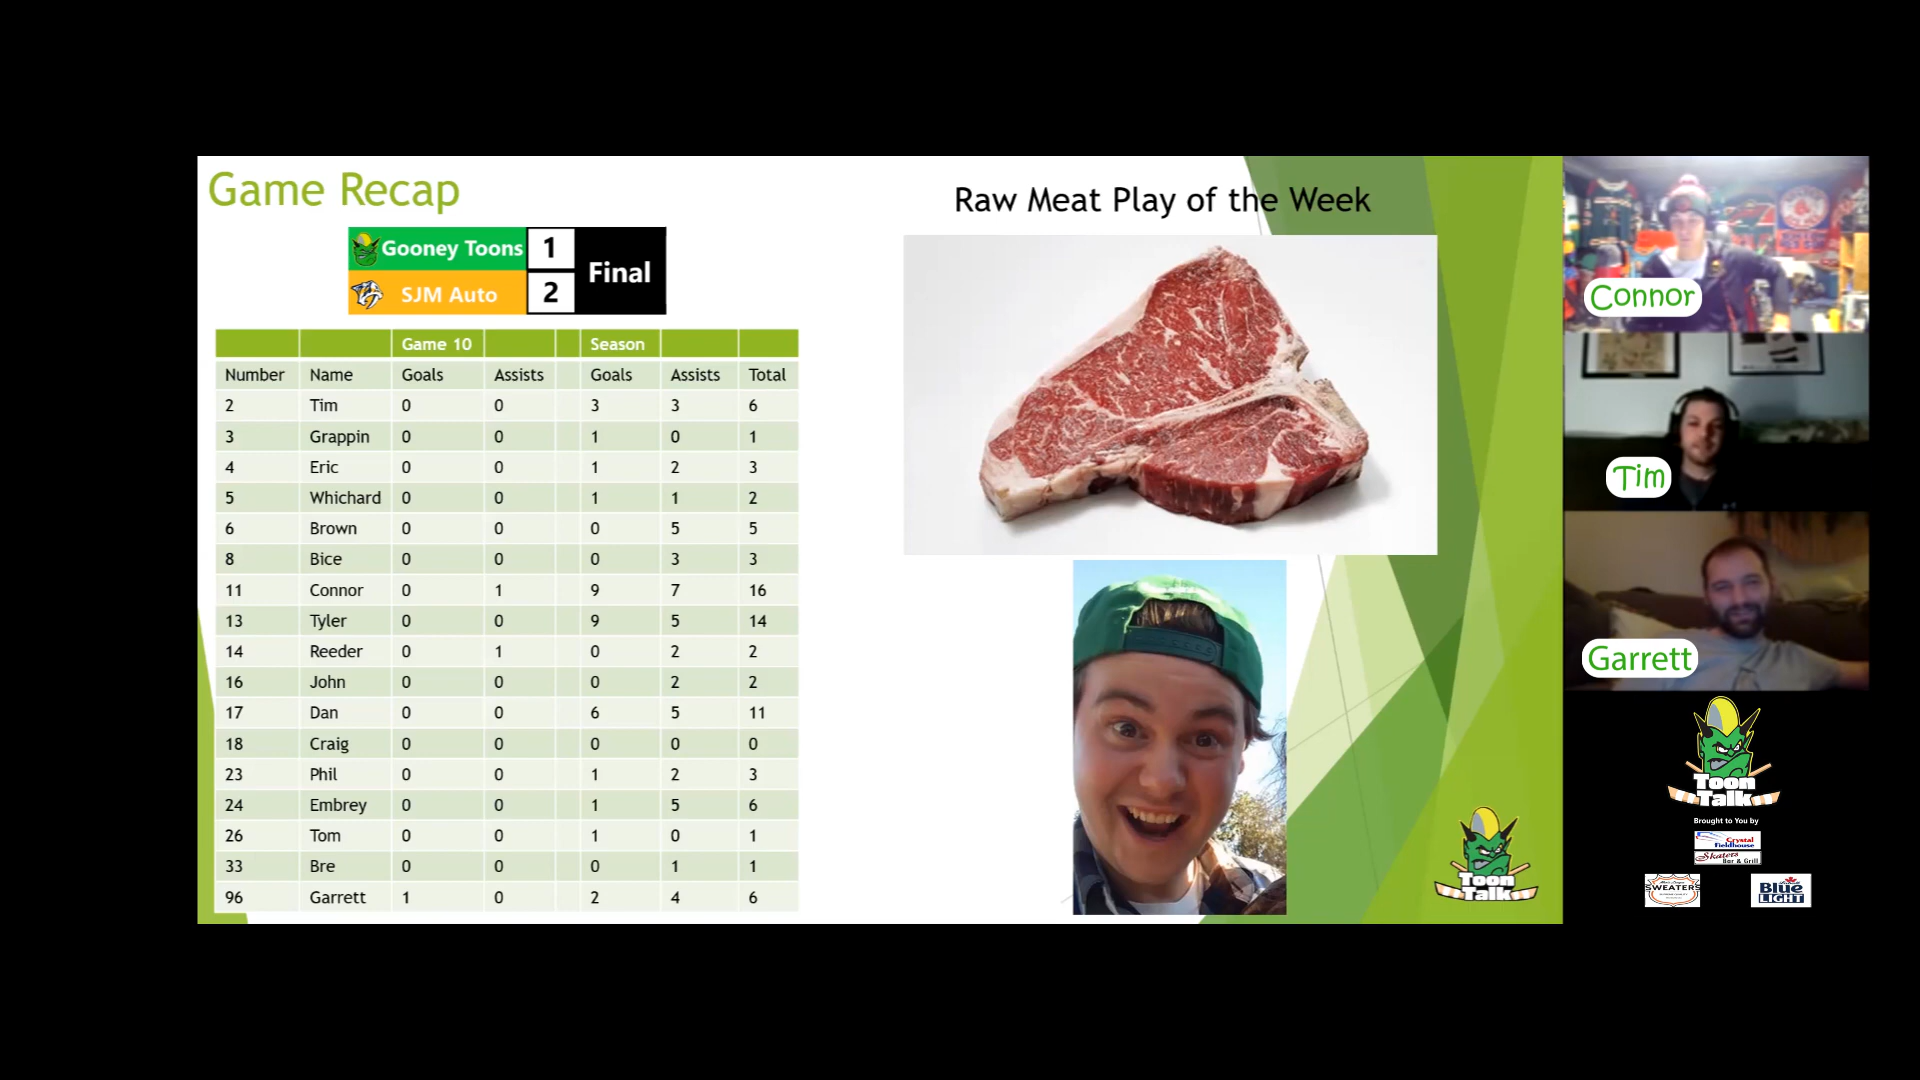 Game Recap
Gooney Toons 1
SJM Auto 2
Final
Game 10 Season
Number Name Goals Assists Goals Assists Total
2 Tim 0 0 3 3 6
3 Grappin 0 0 1 0 1
4 Eric 0 0 1 2 3
5 Whichard 0 0 1 1 2
6 Brown 0 0 0 5 5
8 Bice 0 0 0 3 3
11 Connor 0 1 9 7 16
13 Tyler 0 0 9 5 14
14 Reeder 0 1 0 2 2
16 John 0 0 0 2 2
17 Dan 0 0 6 5 11
18 Craig 0 0 0 0 0
23 Phil 0 0 1 2 3
24 Embrey 0 0 1 5 6
26 Tom 0 0 1 0 1
33 Bre 0 0 0 1 1
96 Garrett 1 0 2 4 6
Raw Meat Play of the Week
Toon
Talk
Connor
Tim
Garrett
Toon
Talk
Brought to You by
Crystal
Fieldhouse
Skaters
Bar & Grill
SWEATERS
Blue
LIGHT